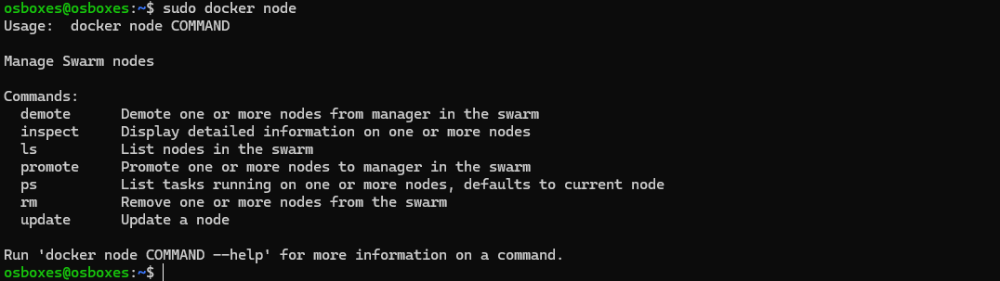 osboxes@osboxes:~$ sudo docker node
Usage:  docker node COMMAND
Manage Swarm nodes
Commands:
  demote      Demote one or more nodes from manager in the swarm
  inspect     Display detailed information on one or more nodes
  ls          List nodes in the swarm
  promote     Promote one or more nodes to manager in the swarm
  ps          List tasks running on one or more nodes, defaults to current node
  rm          Remove one or more nodes from the swarm
  update      Update a node
Run 'docker node COMMAND --help' for more information on a command.
osboxes@osboxes:~$